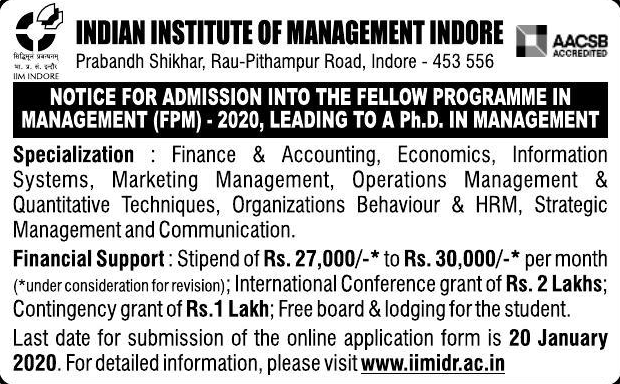 INDIAN INSTITUTE OF MANAGEMENT INDORE
Prabandh Shikhar, Rau-Pithampur Road, Indore - 453 556
सिद्धिमूलं प्रबन्धनम्
भा. प्र. सं. इन्दौर
IIM INDORE
AACSB
ACCREDITED
NOTICE FOR ADMISSION INTO THE FELLOW PROGRAMME IN
MANAGEMENT (FPM) - 2020, LEADING TO A Ph.D. IN MANAGEMENT
Specialization : Finance & Accounting, Economics, Information
Systems, Marketing Management, Operations Management &
Quantitative Techniques, Organizations Behaviour & HRM, Strategic
Management and Communication.
Financial Support : Stipend of Rs. 27,000/-* to Rs. 30,000/-* per month
(*under consideration for revision); International Conference grant of Rs. 2 Lakhs;
Contingency grant of Rs.1 Lakh; Free board & lodging for the student.
Last date for submission of the online application form is 20 January
2020. For detailed information, please visit www.iimidr.ac.in